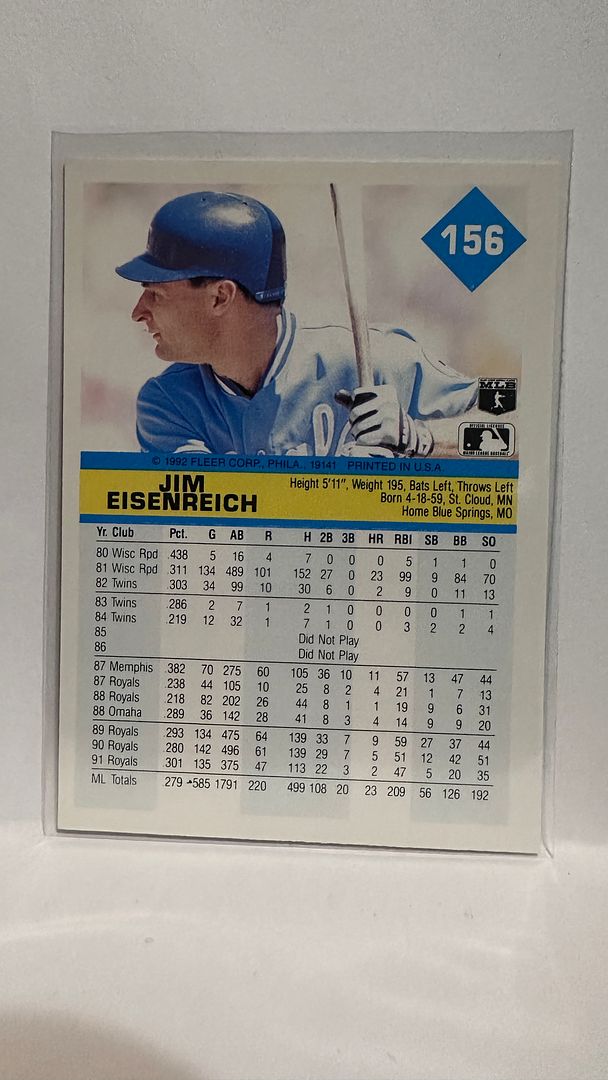 156
MLB
OFFICIAL LICENSEE
MAJOR LEAGUE BASEBALL
© 1992 FLEER CORP., PHILA., 19141 PRINTED IN U.S.A.
JIM
EISENREICH
Height 5'11", Weight 195, Bats Left, Throws Left
Born 4-18-59, St. Cloud, MN
Home Blue Springs, MO
Yr. Club Pct. G AB R H 2B 3B HR RBI SB BB SO
80 Wisc Rpd .438 5 16 4 7 0 0 0 5 1 1 0
81 Wisc Rpd .311 134 489 101 152 27 0 23 99 9 84 70
82 Twins .303 34 99 10 30 6 0 2 9 0 11 13
83 Twins .286 2 7 1 2 1 0 0 0 0 1 1
84 Twins .219 12 32 1 7 1 0 0 3 2 2 4
85 Did Not Play
86 Did Not Play
87 Memphis .382 70 275 60 105 36 10 11 57 13 47 44
87 Royals .238 44 105 10 25 8 2 4 21 1 7 13
88 Royals .218 82 202 26 44 8 1 1 19 9 6 31
88 Omaha .289 36 142 28 41 8 3 4 14 9 9 20
89 Royals .293 134 475 64 139 33 7 9 59 27 37 44
90 Royals .280 142 496 61 139 29 7 5 51 12 42 51
91 Royals .301 135 375 47 113 22 3 2 47 5 20 35
ML Totals .279 585 1791 220 499 108 20 23 209 56 126 192